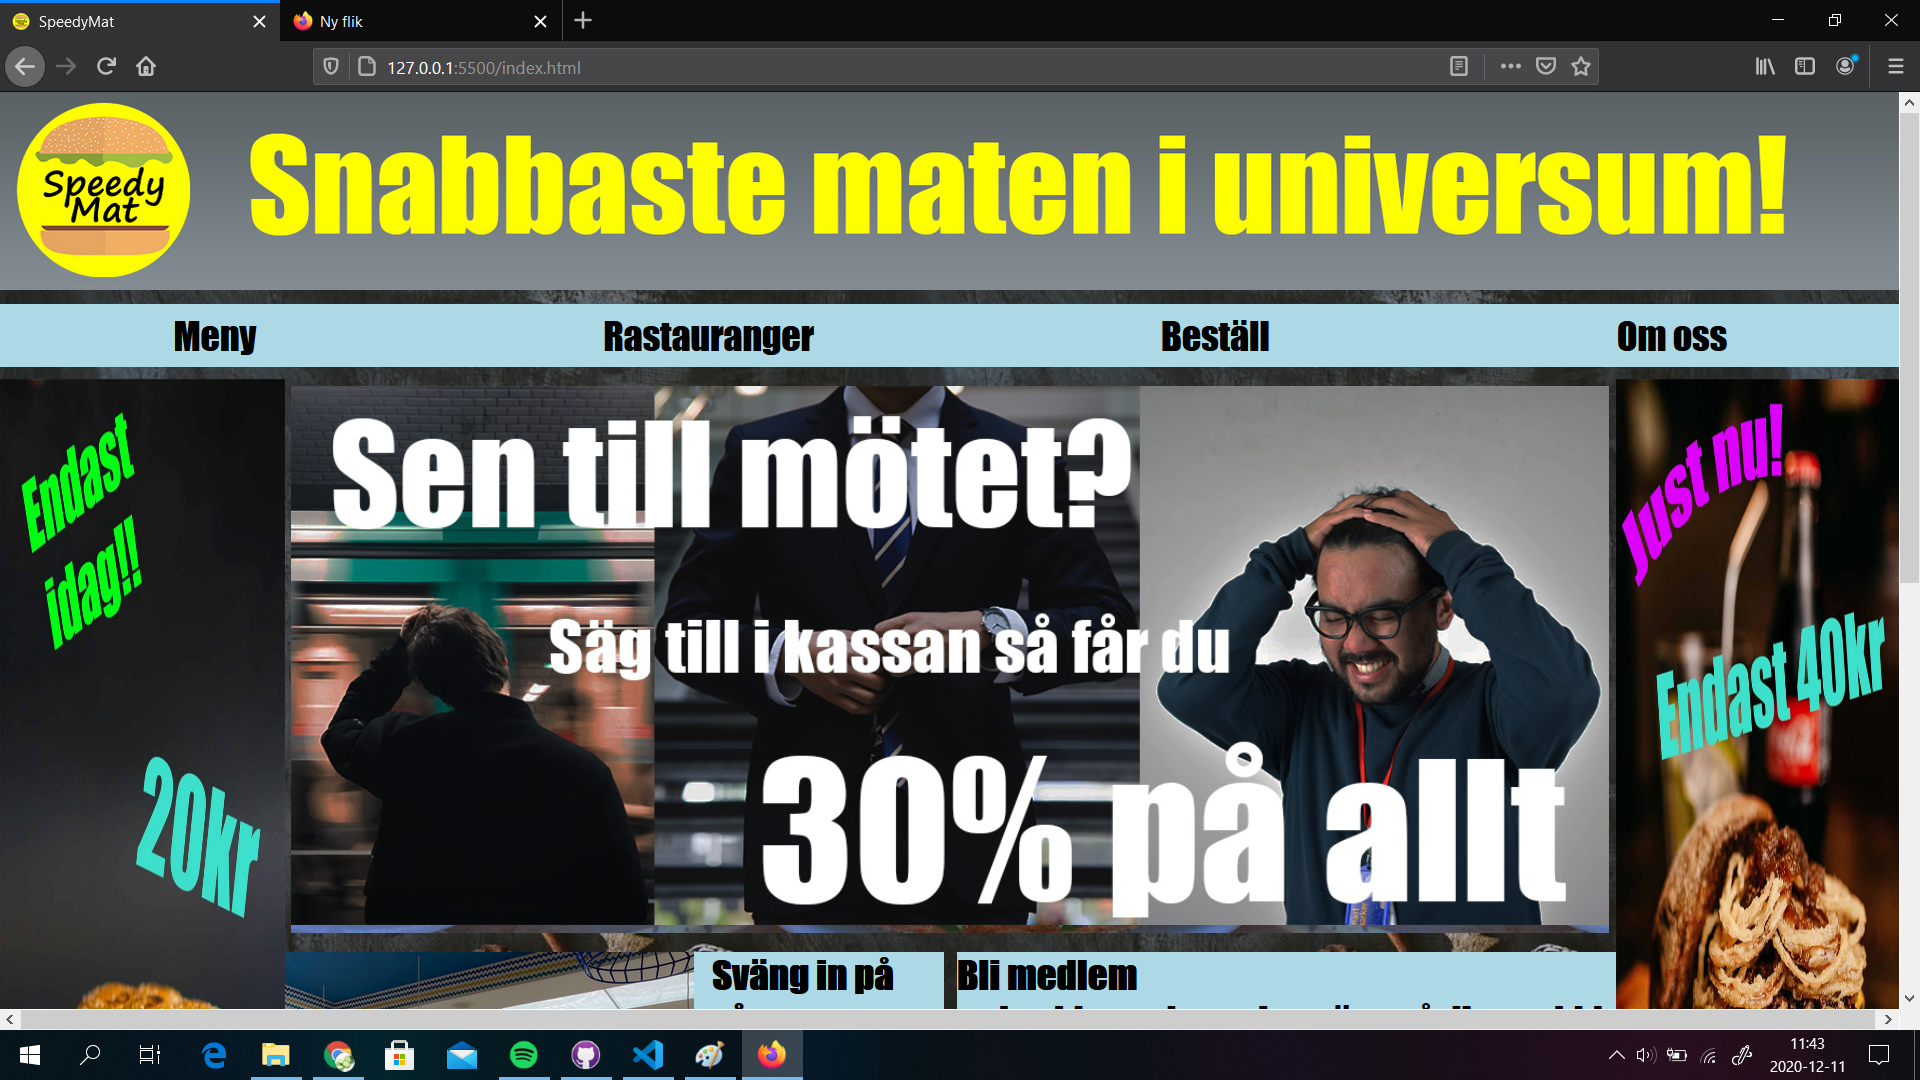 SpeedyMat
Ny flik
127.0.0.1:5500/index.html
Speedy
Mat
Snabbaste maten i universum!
Meny
Rastauranger
Beställ
Om oss
Endast
idag!!
20kr
Sen till mötet?
Säg till i kassan så får du
30% på allt
Just nu!
Endast 40kr
Sväng in på
Bli medlem
11:43
2020-12-11